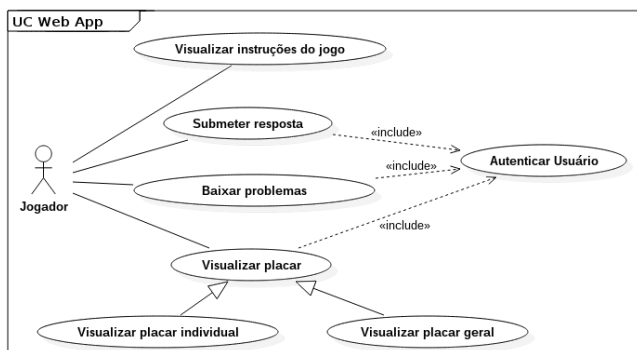 UC Web App
Visualizar instruções do jogo
Submeter resposta
«include»
Autenticar Usuário
«include»
Baixar problemas
Jogador
«include»
Visualizar placar
Visualizar placar individual
Visualizar placar geral